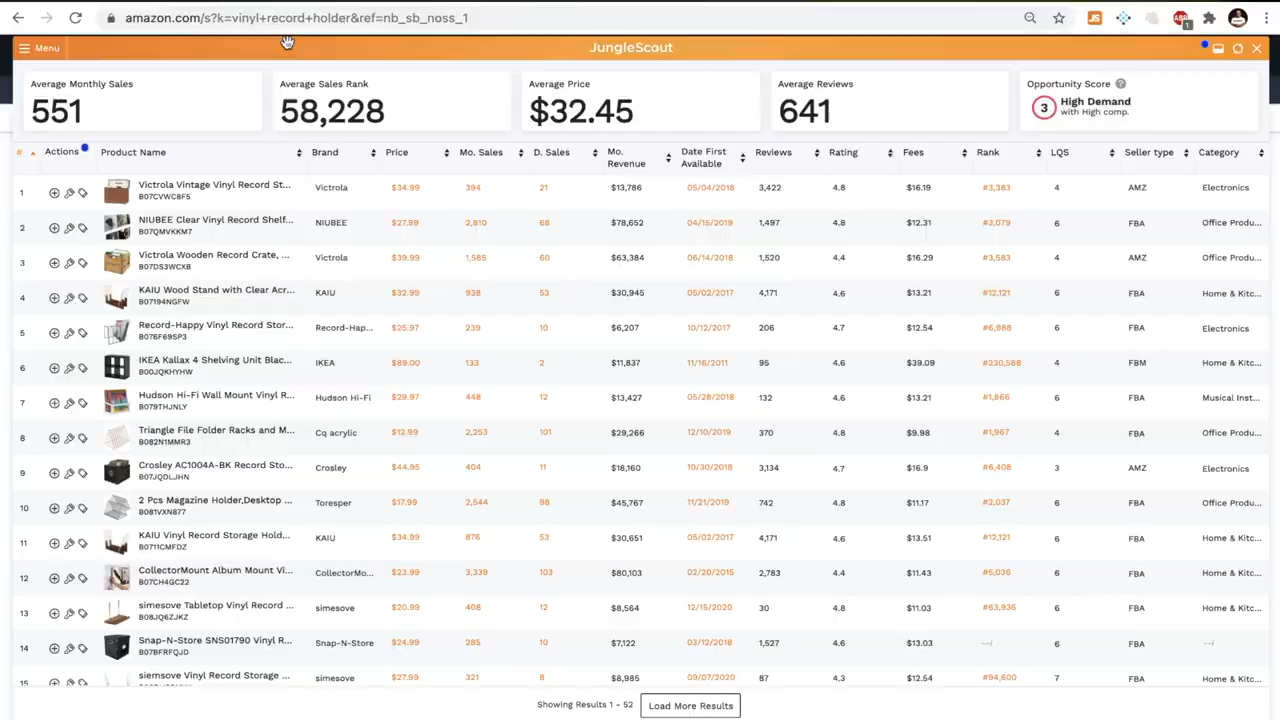 amazon.com/s?k=vinyl+record+holder&ref=nb_sb_noss_1
JS ABP 1
Menu JungleScout
Average Monthly Sales Average Sales Rank Average Price Average Reviews Opportunity Score ?
551 58,228 $32.45 641 3 High Demand
with High comp.
# Actions Product Name Brand Price Mo. Sales D. Sales Mo. Revenue Date First Available Reviews Rating Fees Rank LQS Seller type Category
1 Victrola Vintage Vinyl Record St... Victrola $34.99 394 21 $13,786 05/04/2018 3,422 4.8 $16.19 #3,383 4 AMZ Electronics
B07CVWC8F5
2 NIUBEE Clear Vinyl Record Shelf... NIUBEE $27.99 2,810 68 $78,652 04/15/2019 1,497 4.8 $12.31 #3,079 6 FBA Office Produ...
B07QMVKKM7
3 Victrola Wooden Record Crate, ... Victrola $39.99 1,585 60 $63,384 06/14/2018 1,520 4.4 $16.29 #3,583 4 AMZ Office Produ...
B07DS3WCXB
4 KAIU Wood Stand with Clear Acr... KAIU $32.99 938 53 $30,945 05/02/2017 4,171 4.6 $13.21 #12,121 6 FBA Home & Kitc...
B07194NGFW
5 Record-Happy Vinyl Record Stor... Record-Hap... $25.97 239 10 $6,207 10/12/2017 206 4.7 $12.54 #6,988 6 FBA Electronics
B076F69SP3
6 IKEA Kallax 4 Shelving Unit Blac... IKEA $89.00 133 2 $11,837 11/16/2011 95 4.6 $39.09 #230,588 4 FBM Home & Kitc...
B00JQKHYHW
7 Hudson Hi-Fi Wall Mount Vinyl R... Hudson Hi-Fi $29.97 448 12 $13,427 05/28/2018 132 4.6 $13.21 #1,866 6 FBA Musical Inst...
B079THJNLY
8 Triangle File Folder Racks and M... Cq acrylic $12.99 2,253 101 $29,266 12/10/2019 370 4.8 $9.98 #1,967 4 FBA Office Produ...
B082N1MMR3
9 Crosley AC1004A-BK Record Sto... Crosley $44.95 404 11 $18,160 10/30/2018 3,134 4.7 $16.9 #6,408 3 AMZ Electronics
B07JQDLJHN
10 2 Pcs Magazine Holder,Desktop ... Toresper $17.99 2,544 98 $45,767 11/21/2019 742 4.8 $11.17 #2,037 6 FBA Office Produ...
B081VXN877
11 KAIU Vinyl Record Storage Hold... KAIU $34.99 876 53 $30,651 05/02/2017 4,171 4.6 $13.51 #12,121 6 FBA Home & Kitc...
B0711CMFDZ
12 CollectorMount Album Mount Vi... CollectorMo... $23.99 3,339 103 $80,103 02/20/2015 2,783 4.4 $11.43 #5,036 6 FBA Home & Kitc...
B07CH4GC22
13 simesove Tabletop Vinyl Record ... simesove $20.99 408 12 $8,564 12/15/2020 30 4.8 $11.03 #63,936 6 FBA Home & Kitc...
B08JQ6ZJKZ
14 Snap-N-Store SNS01790 Vinyl R... Snap-N-Store $24.99 285 10 $7,122 03/12/2018 1,527 4.6 $13.03 --/ 6 FBA --/
B07BFRFQJD
15 siemsove Vinyl Record Storage ... simesove $27.99 321 8 $8,985 09/07/2020 87 4.3 $12.54 #94,600 7 FBA Home & Kitc...
Showing Results 1 - 52 Load More Results